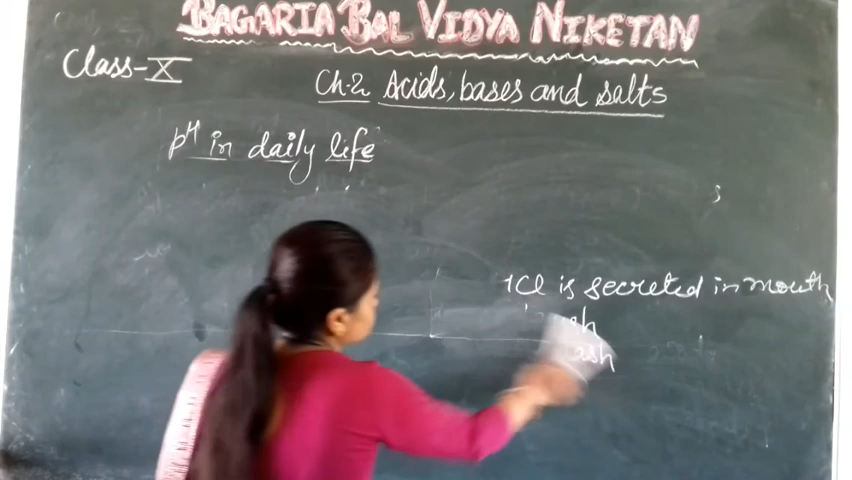 BAGARIA BAL VIDYA NIKETAN
Class-X
Ch-2 Acids, bases and salts
pH in daily life
Cl is secreted in mouth